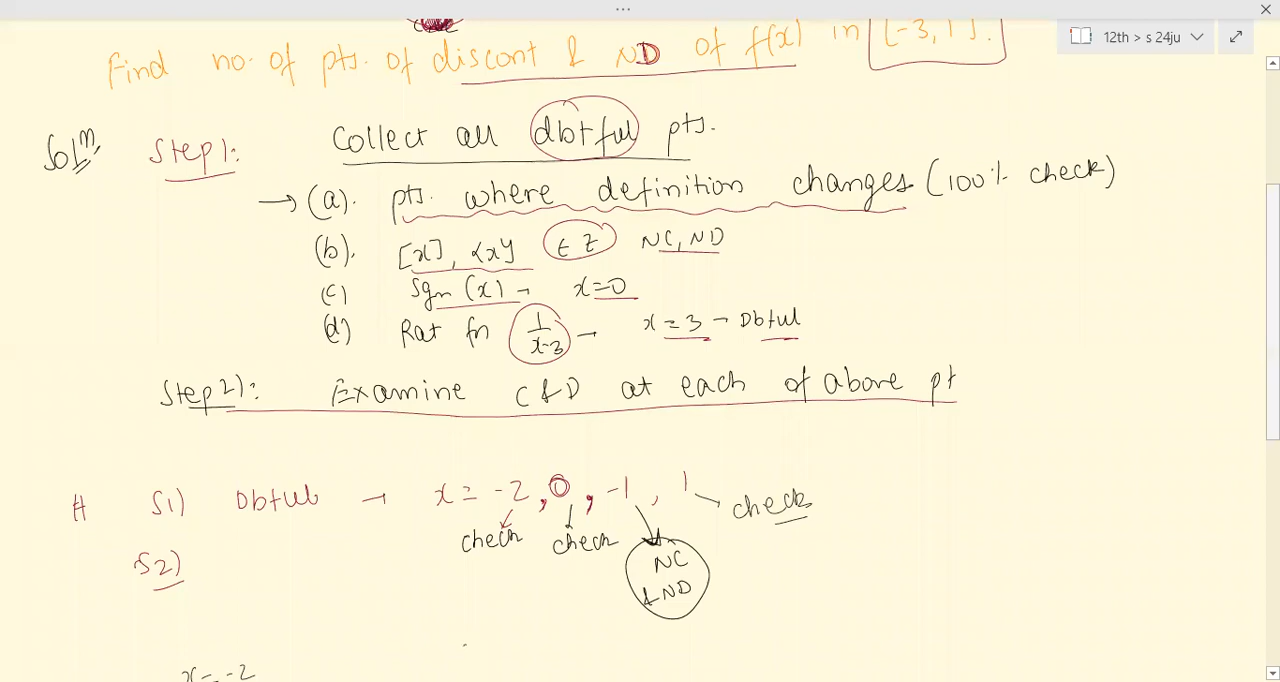 12th > s 24ju
Find no. of pts. of discont & ND of f(x) in [-3, 1].
Solⁿ Step 1: Collect all dbtful pts.
→ (a). pts. where definition changes (100% check)
(b). [x], {x} ∈ Z NC, ND
(c) Sgn (x) → x=0
(d) Rat fn 1/(x-3) → x=3 → Dbtul
Step 2): Examine C&D at each of above pt
# S1) Dbtub → x = -2, 0, -1, 1 → check
check check NC
S2) &ND
x = -2